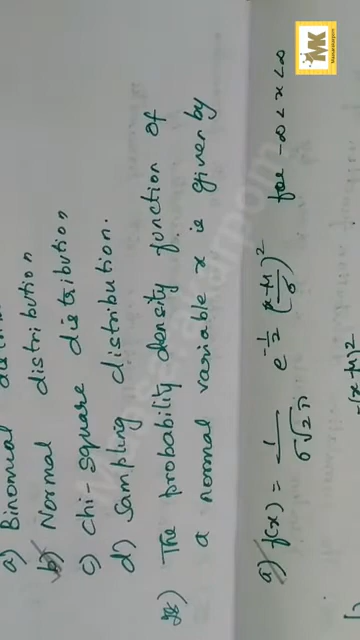 a) Binomial
b) Normal distribution
c) chi-square distribution
d) Sampling distribution.
The probability density function of
a normal variable x is given by
a) f(x) = 1/σ√2π e^-1/2 (x-μ/σ)^2 for -∞ < x < ∞
MK